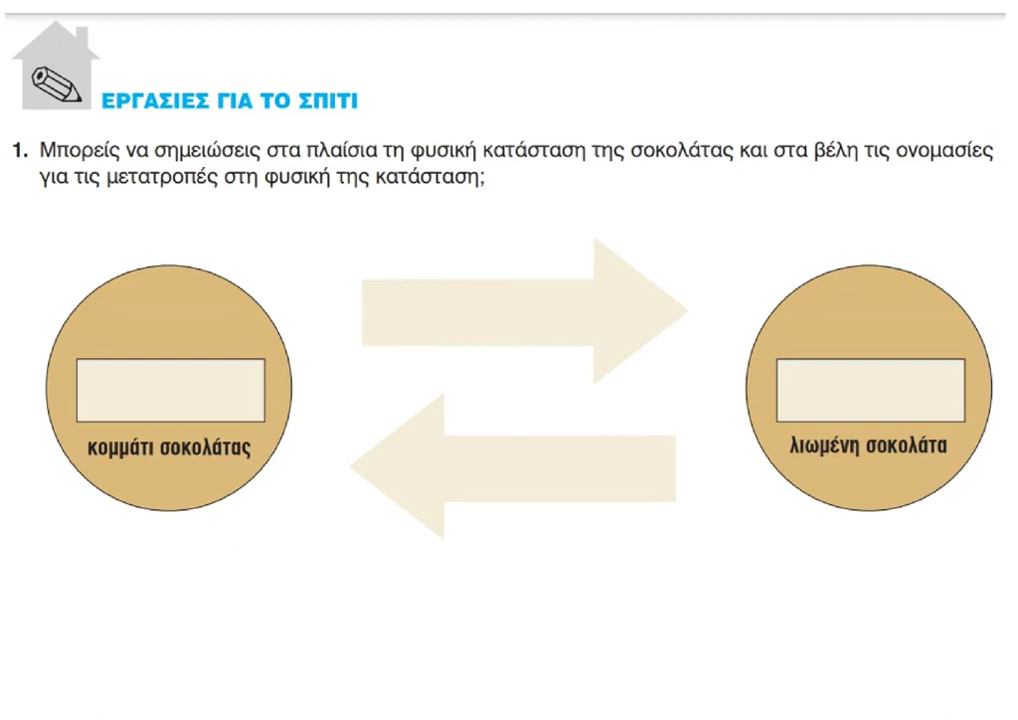 ΕΡΓΑΣΙΕΣ ΓΙΑ ΤΟ ΣΠΙΤΙ
1. Μπορείς να σημειώσεις στα πλαίσια τη φυσική κατάσταση της σοκολάτας και στα βέλη τις ονομασίες
για τις μετατροπές στη φυσική της κατάσταση;
κομμάτι σοκολάτας
λιωμένη σοκολάτα